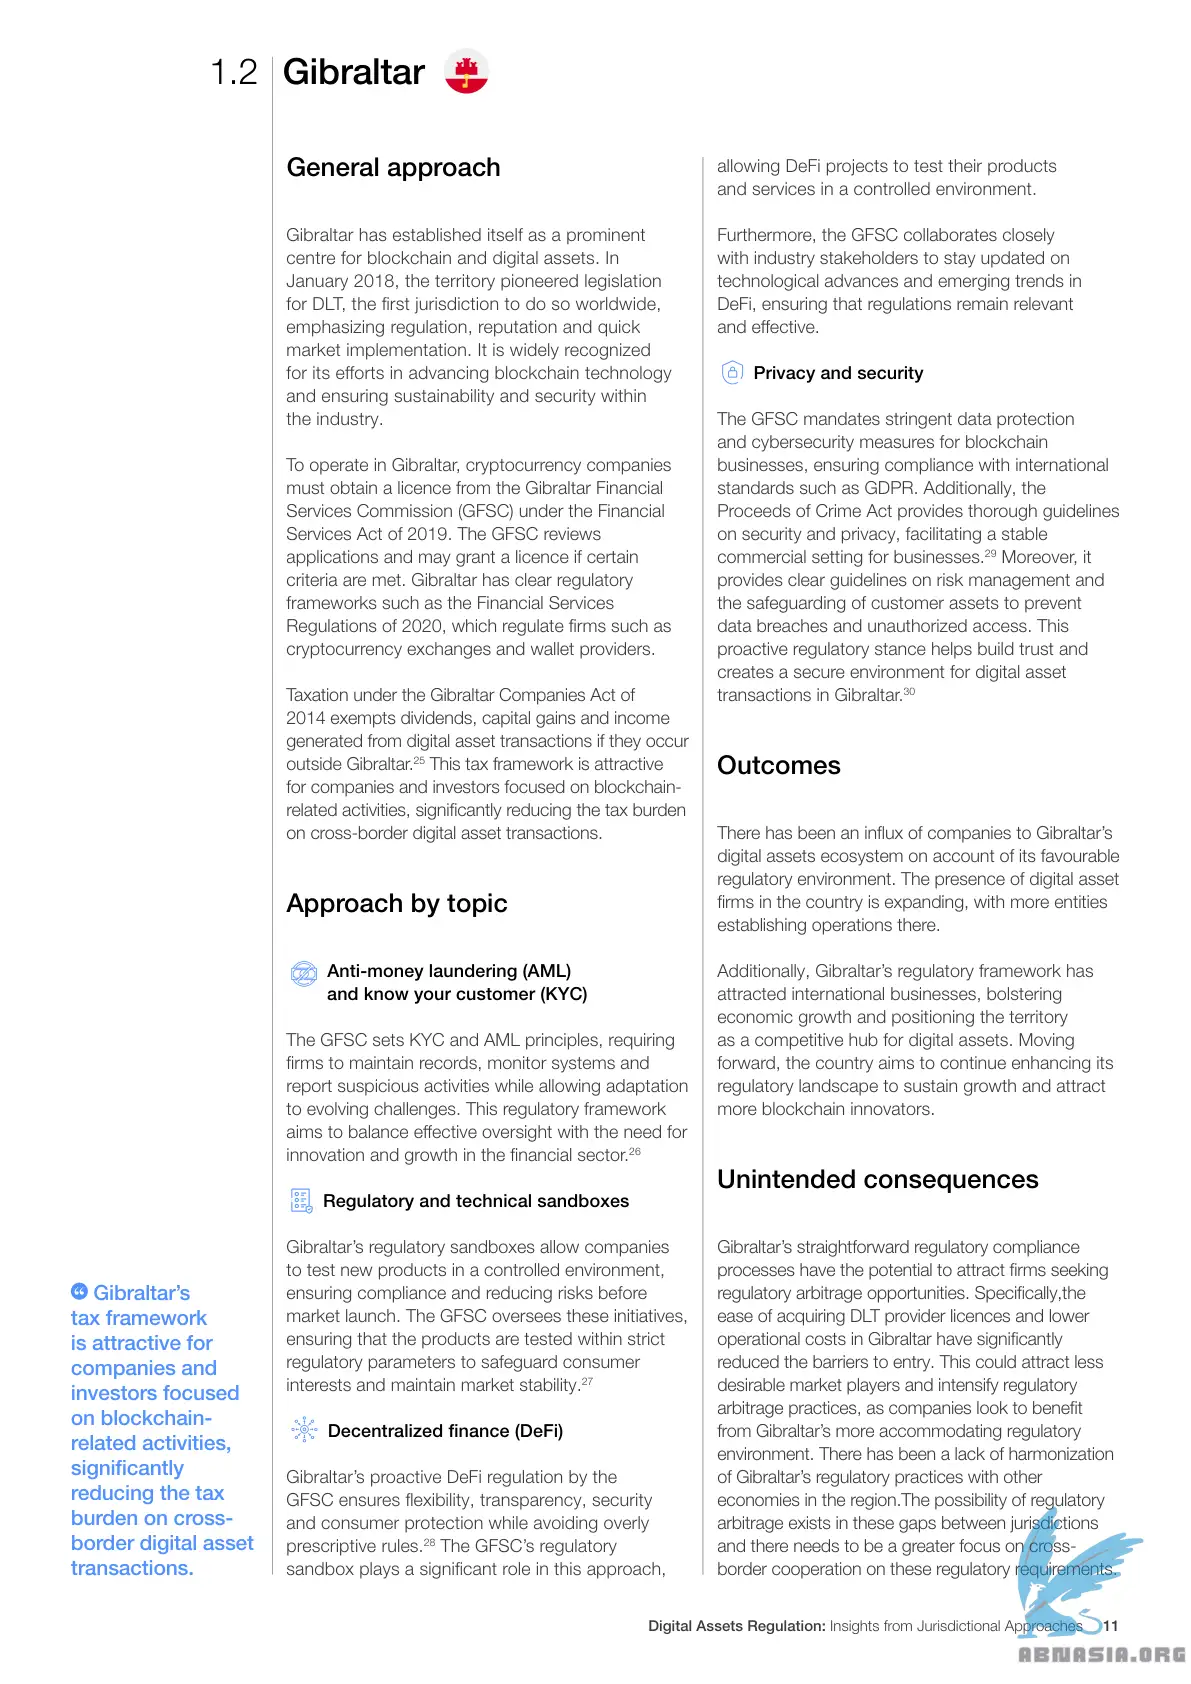 1.2
Gibraltar
General approach
Gibraltar has established itself as a prominent
centre for blockchain and digital assets. In
January 2018, the territory pioneered legislation
for DLT, the first jurisdiction to do so worldwide,
emphasizing regulation, reputation and quick
market implementation. It is widely recognized
for its efforts in advancing blockchain technology
and ensuring sustainability and security within
the industry.
To operate in Gibraltar, cryptocurrency companies
must obtain a licence from the Gibraltar Financial
Services Commission (GFSC) under the Financial
Services Act of 2019. The GFSC reviews
applications and may grant a licence if certain
criteria are met. Gibraltar has clear regulatory
frameworks such as the Financial Services
Regulations of 2020, which regulate firms such as
cryptocurrency exchanges and wallet providers.
Taxation under the Gibraltar Companies Act of
2014 exempts dividends, capital gains and income
generated from digital asset transactions if they occur
outside Gibraltar.25 This tax framework is attractive
for companies and investors focused on blockchain-
related activities, significantly reducing the tax burden
on cross-border digital asset transactions.
Approach by topic
Anti-money laundering (AML)
and know your customer (KYC)
The GFSC sets KYC and AML principles, requiring
firms to maintain records, monitor systems and
report suspicious activities while allowing adaptation
to evolving challenges. This regulatory framework
aims to balance effective oversight with the need for
innovation and growth in the financial sector.26
Regulatory and technical sandboxes
Gibraltar's regulatory sandboxes allow companies
to test new products in a controlled environment,
ensuring compliance and reducing risks before
market launch. The GFSC oversees these initiatives,
ensuring that the products are tested within strict
regulatory parameters to safeguard consumer
interests and maintain market stability.27
Decentralized finance (DeFi)
Gibraltar's proactive DeFi regulation by the
GFSC ensures flexibility, transparency, security
and consumer protection while avoiding overly
prescriptive rules.28 The GFSC's regulatory
sandbox plays a significant role in this approach,
allowing DeFi projects to test their products
and services in a controlled environment.
Furthermore, the GFSC collaborates closely
with industry stakeholders to stay updated on
technological advances and emerging trends in
DeFi, ensuring that regulations remain relevant
and effective.
Privacy and security
The GFSC mandates stringent data protection
and cybersecurity measures for blockchain
businesses, ensuring compliance with international
standards such as GDPR. Additionally, the
Proceeds of Crime Act provides thorough guidelines
on security and privacy, facilitating a stable
commercial setting for businesses.29 Moreover, it
provides clear guidelines on risk management and
the safeguarding of customer assets to prevent
data breaches and unauthorized access. This
proactive regulatory stance helps build trust and
creates a secure environment for digital asset
transactions in Gibraltar.30
Outcomes
There has been an influx of companies to Gibraltar's
digital assets ecosystem on account of its favourable
regulatory environment. The presence of digital asset
firms in the country is expanding, with more entities
establishing operations there.
Additionally, Gibraltar's regulatory framework has
attracted international businesses, bolstering
economic growth and positioning the territory
as a competitive hub for digital assets. Moving
forward, the country aims to continue enhancing its
regulatory landscape to sustain growth and attract
more blockchain innovators.
Unintended consequences
Gibraltar's straightforward regulatory compliance
processes have the potential to attract firms seeking
regulatory arbitrage opportunities. Specifically,the
ease of acquiring DLT provider licences and lower
operational costs in Gibraltar have significantly
reduced the barriers to entry. This could attract less
desirable market players and intensify regulatory
arbitrage practices, as companies look to benefit
from Gibraltar's more accommodating regulatory
environment. There has been a lack of harmonization
of Gibraltar's regulatory practices with other
economies in the region.The possibility of regulatory
arbitrage exists in these gaps between jurisdictions
and there needs to be a greater focus on cross-
border cooperation on these regulatory requirements.
Gibraltar's
tax framework
is attractive for
companies and
investors focused
on blockchain-
related activities,
significantly
reducing the tax
burden on cross-
border digital asset
transactions.
Digital Assets Regulation: Insights from Jurisdictional Approaches 11
ABNASIA.ORG